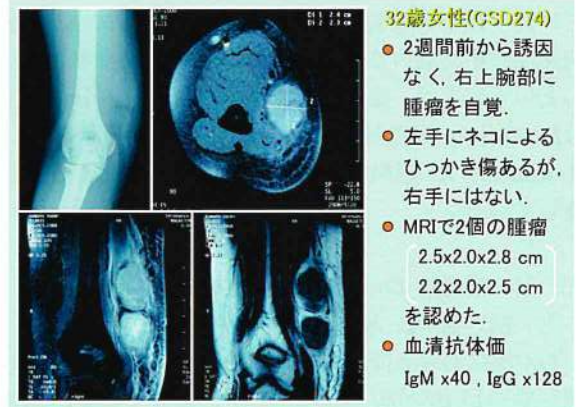 32歳女性(CSD274)
2週間前から誘因
なく, 右上腕部に
腫瘤を自覚.
左手にネコによる
ひっかき傷あるが,
右手にはない.
MRIで2個の腫瘤
2.5x2.0x2.8 cm
2.2x2.0x2.5 cm
を認めた.
血清抗体価
IgM x40 , IgG x128